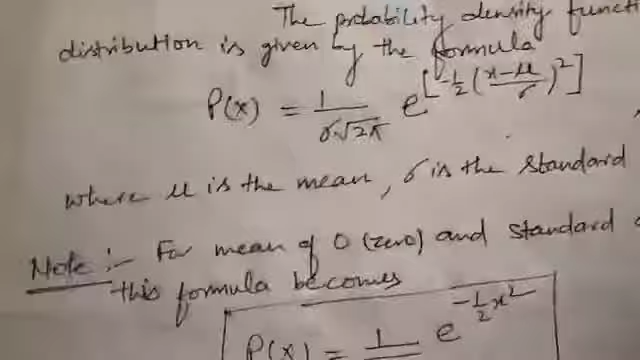 The probability density functi
distribution is given by the formula
P(x) = 1/(σ√2π) e^[-1/2((x-μ)/σ)^2]
where μ is the mean, σ is the standard
Note :- For mean of 0 (zero) and standard
this formula becomes
P(x) = 1 e^(-1/2 x^2)